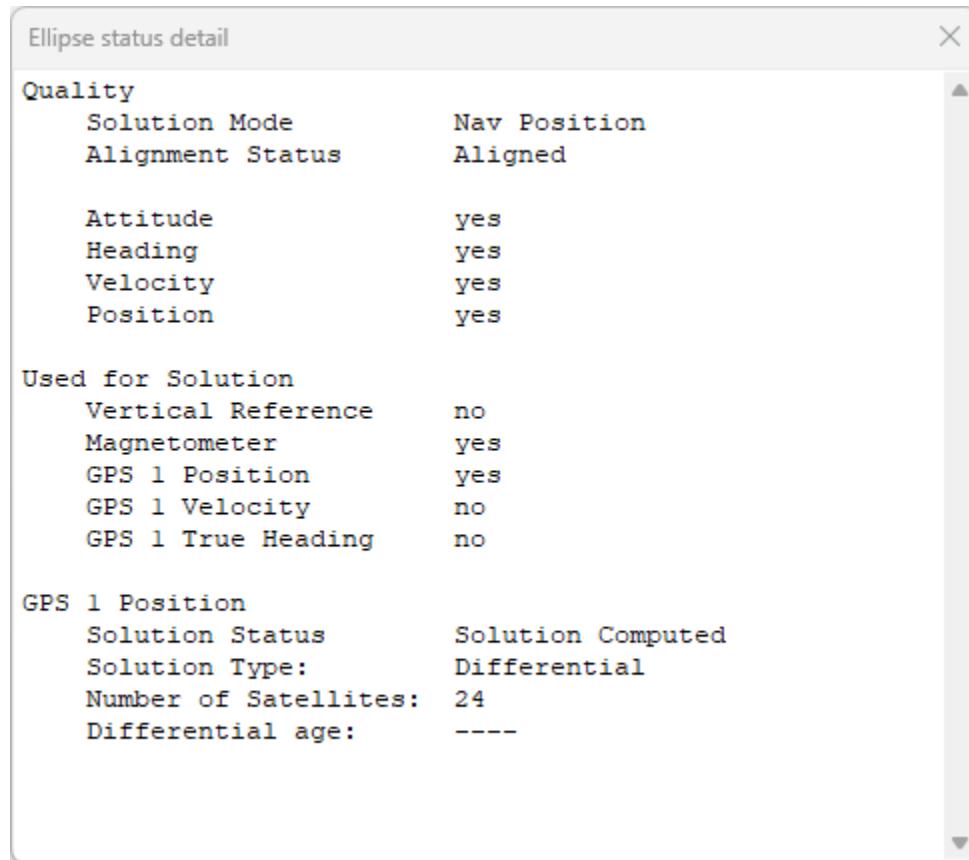 Ellipse status detail
Quality
Solution Mode Nav Position
Alignment Status Aligned
Attitude yes
Heading yes
Velocity yes
Position yes
Used for Solution
Vertical Reference no
Magnetometer yes
GPS 1 Position yes
GPS 1 Velocity no
GPS 1 True Heading no
GPS 1 Position
Solution Status Solution Computed
Solution Type: Differential
Number of Satellites: 24
Differential age: ----